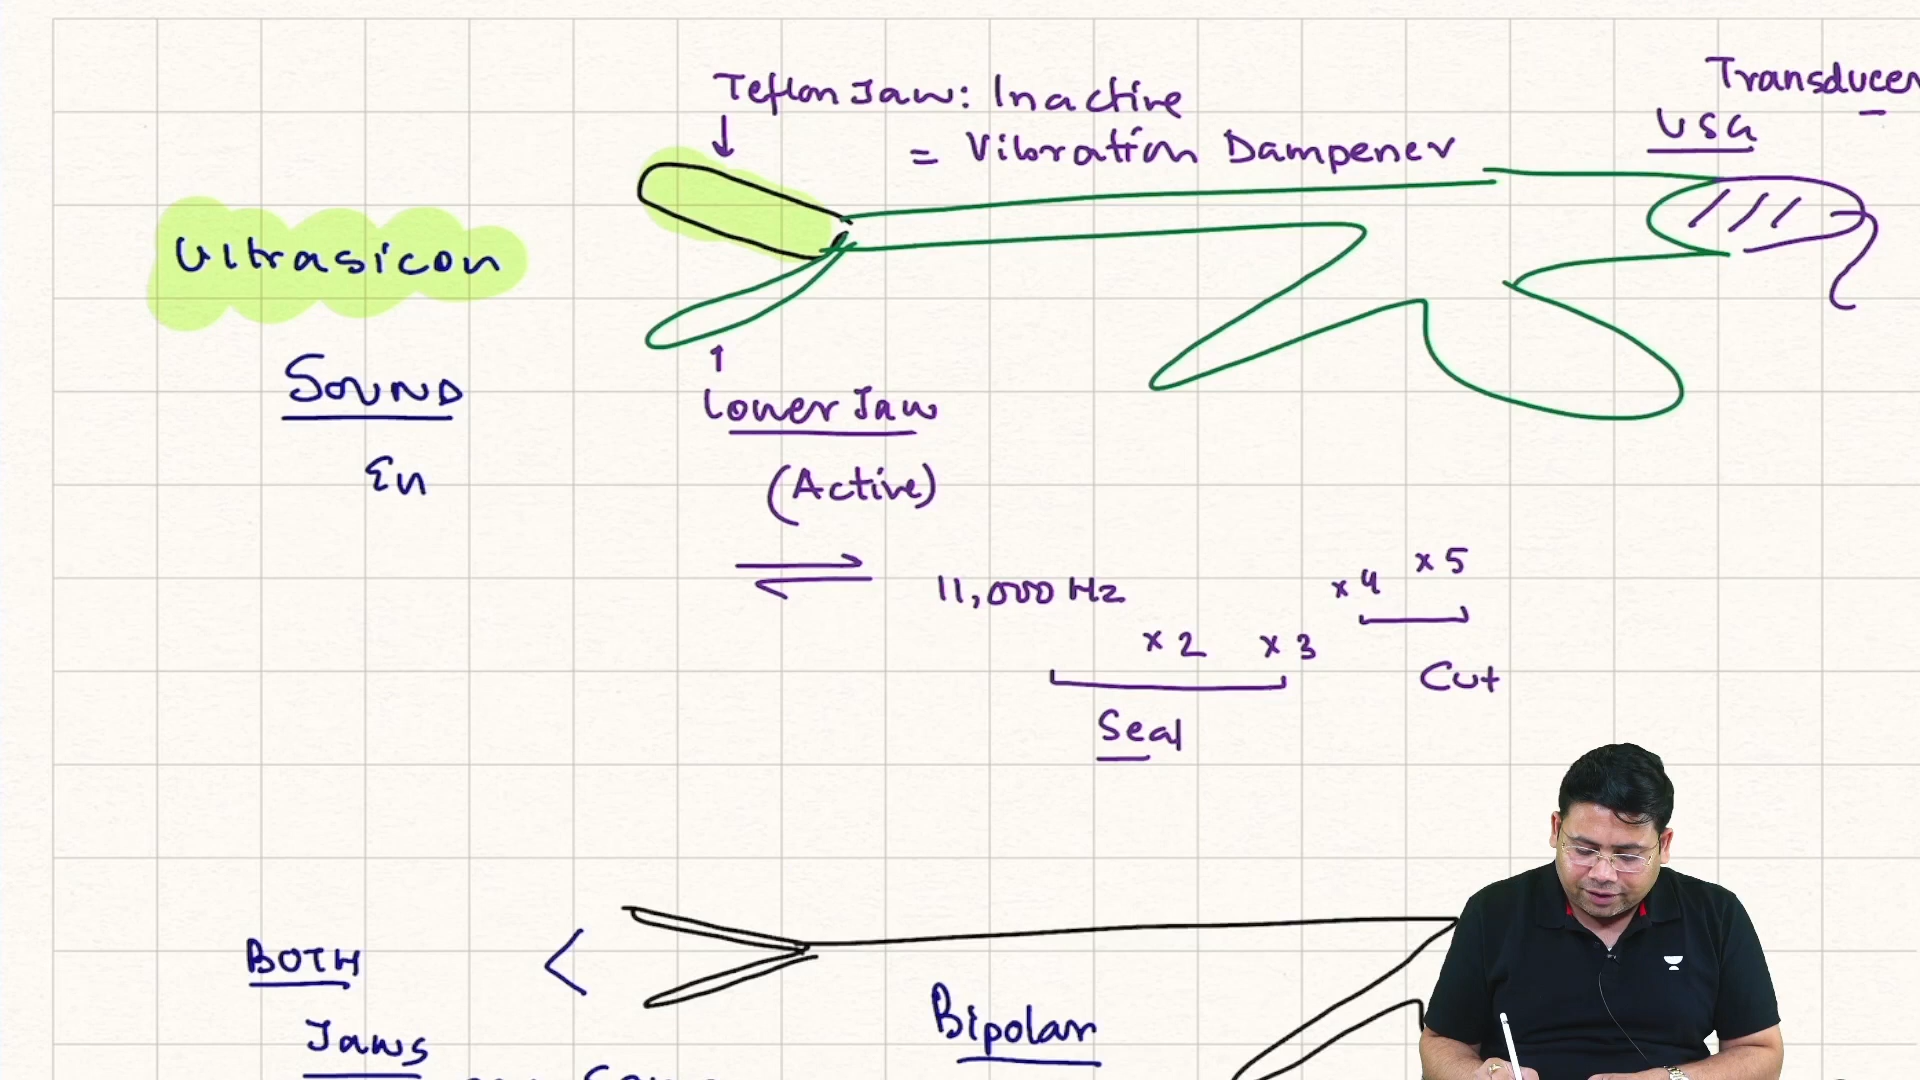 Teflon Jaw: Inactive
= Vibration Dampener
Transducer
USG
Ultrasicon
SOUND
En
Lower Jaw
(Active)
11,000 Hz
x 2 x 3
x 4 x 5
Seal
Cut
BOTH
Jaws
Bipolar